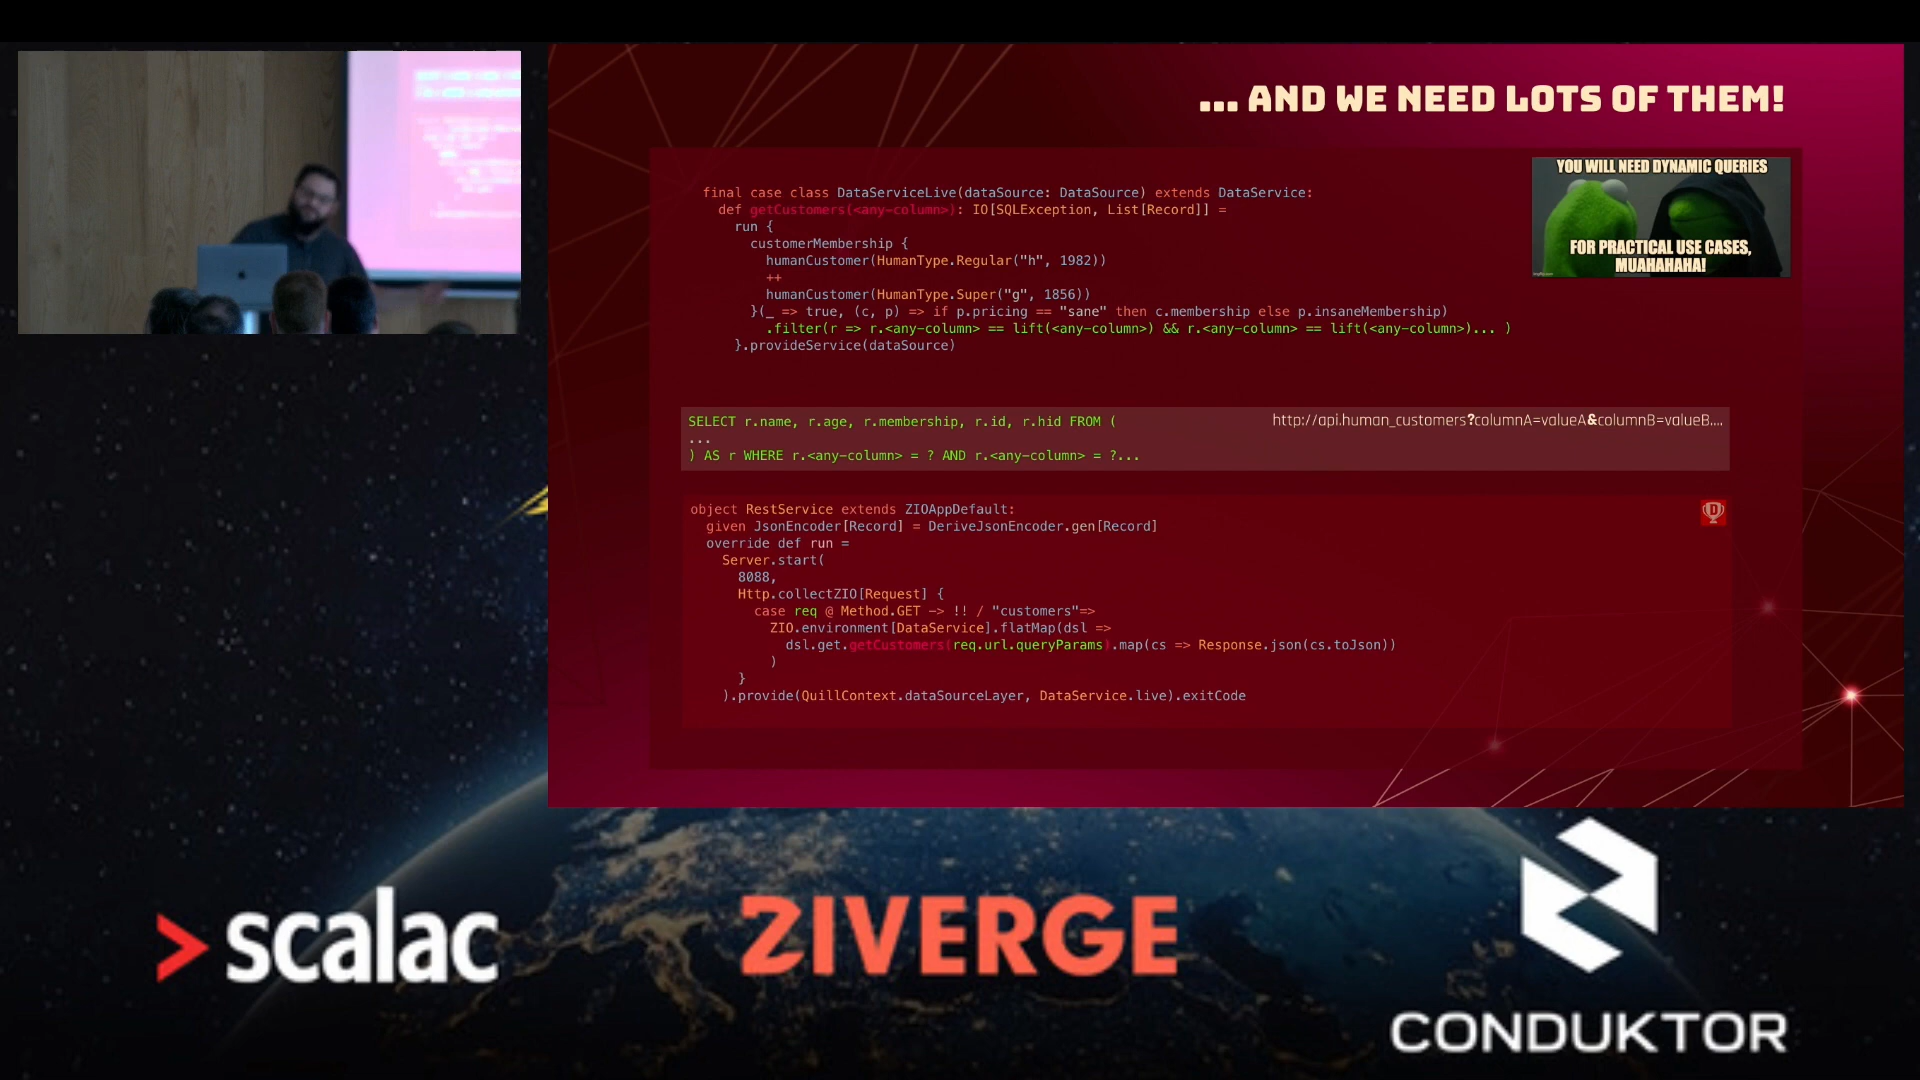 ... AND WE NEED LOTS OF THEM!
YOU WILL NEED DYNAMIC QUERIES
FOR PRACTICAL USE CASES,
MUAHAHAHA!
final case class DataServiceLive(dataSource: DataSource) extends DataService:
def getCustomers(<any-column>): IO[SQLException, List[Record]] =
run {
customerMembership {
humanCustomer(HumanType.Regular("h", 1982))
++
humanCustomer(HumanType.Super("g", 1856))
}(_ => true, (c, p) => if p.pricing == "sane" then c.membership else p.insaneMembership)
.filter(r => r.<any-column> == lift(<any-column>) && r.<any-column> == lift(<any-column>)... )
}.provideService(dataSource)
SELECT r.name, r.age, r.membership, r.id, r.hid FROM (
...
) AS r WHERE r.<any-column> = ? AND r.<any-column> = ?...
http://api.human_customers?columnA=valueA&columnB=valueB....
object RestService extends ZIOAppDefault:
given JsonEncoder[Record] = DeriveJsonEncoder.gen[Record]
override def run =
Server.start(
8088,
Http.collectZIO[Request] {
case req @ Method.GET -> !! / "customers"=>
ZIO.environment[DataService].flatMap(dsl =>
dsl.get.getCustomers(req.url.queryParams).map(cs => Response.json(cs.toJson))
)
}
).provide(QuillContext.dataSourceLayer, DataService.live).exitCode
scalac
ZIVERGE
CONDUKTOR